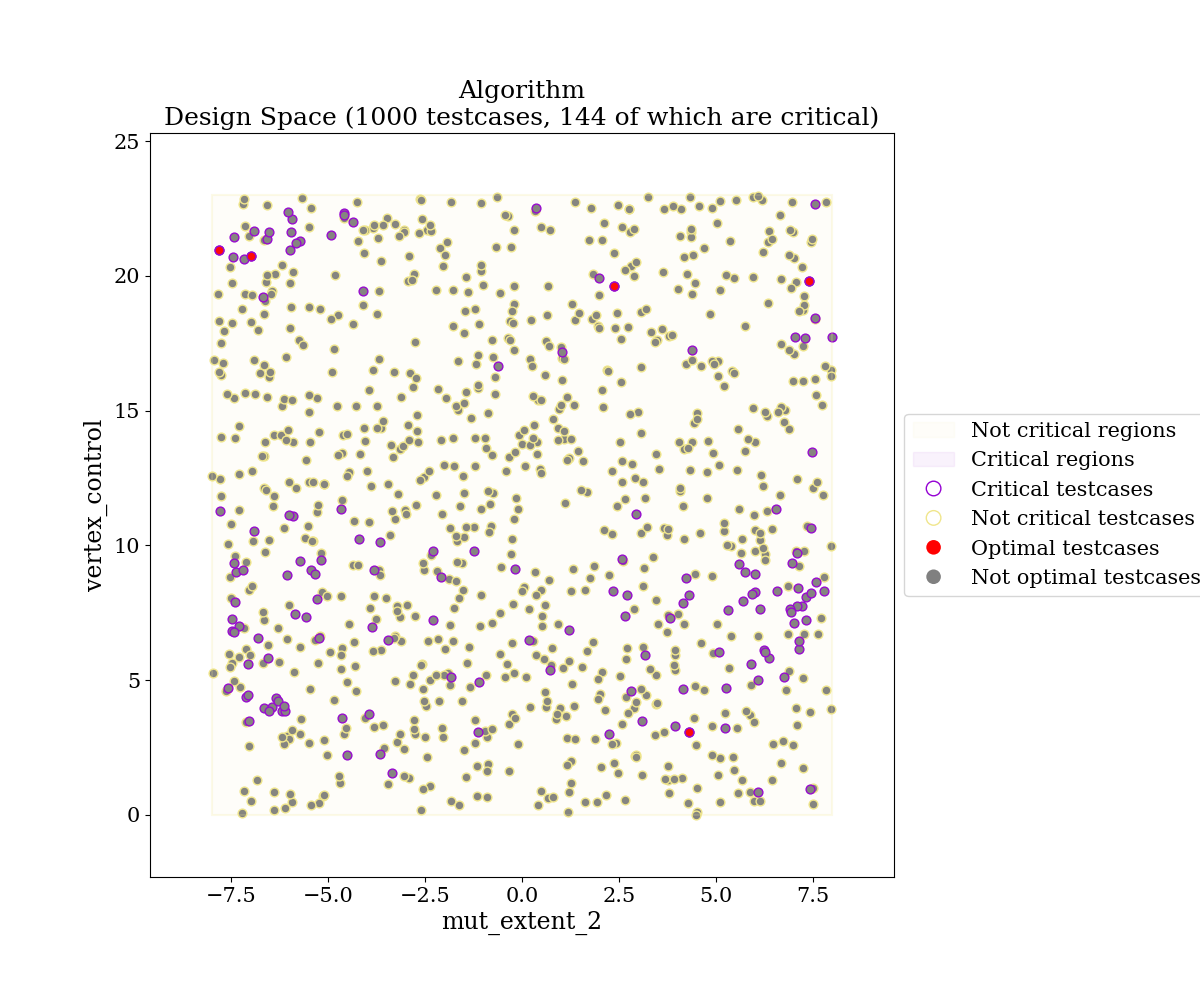 Algorithm
Design Space (1000 testcases, 144 of which are critical)
25
20
15
10
5
0
vertex_control
−7.5
−5.0
−2.5
0.0
2.5
5.0
7.5
mut_extent_2
Not critical regions
Critical regions
Critical testcases
Not critical testcases
Optimal testcases
Not optimal testcases